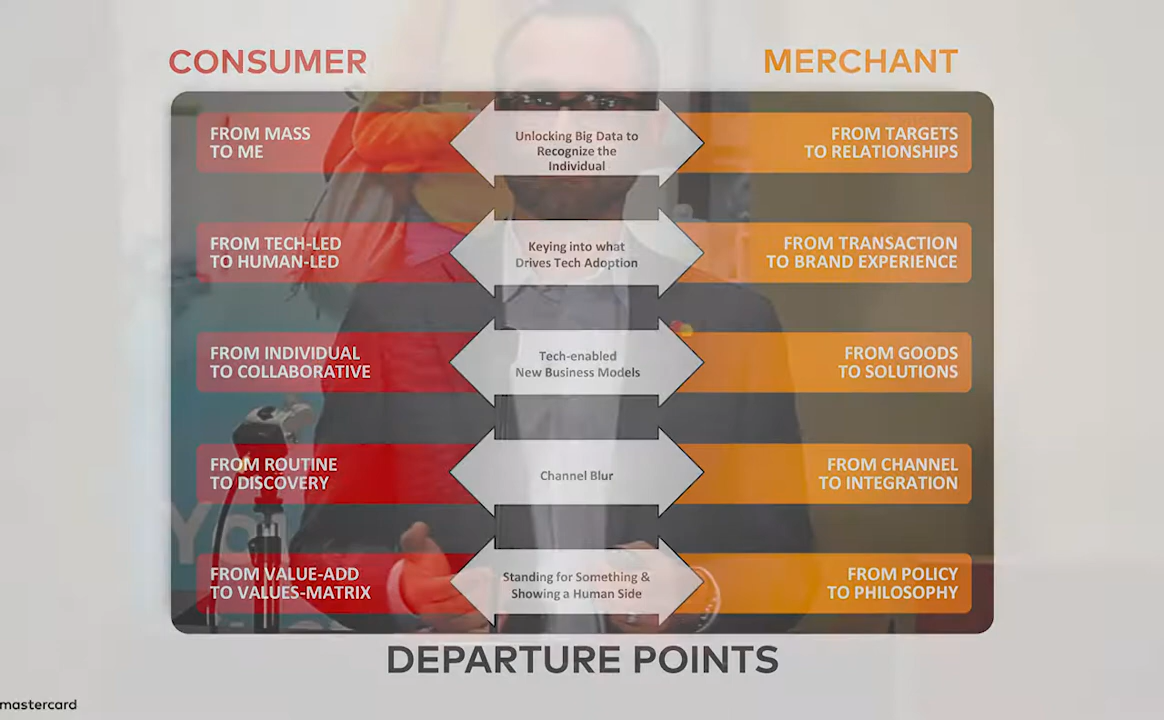 CONSUMER
MERCHANT
FROM MASS
TO ME
Unlocking Big Data to
Recognize the
Individual
FROM TARGETS
TO RELATIONSHIPS
FROM TECH-LED
TO HUMAN-LED
Keying into what
Drives Tech Adoption
FROM TRANSACTION
TO BRAND EXPERIENCE
FROM INDIVIDUAL
TO COLLABORATIVE
Tech-enabled
New Business Models
FROM GOODS
TO SOLUTIONS
FROM ROUTINE
TO DISCOVERY
Channel Blur
FROM CHANNEL
TO INTEGRATION
FROM VALUE-ADD
TO VALUES-MATRIX
Standing for Something &
Showing a Human Side
FROM POLICY
TO PHILOSOPHY
DEPARTURE POINTS
mastercard